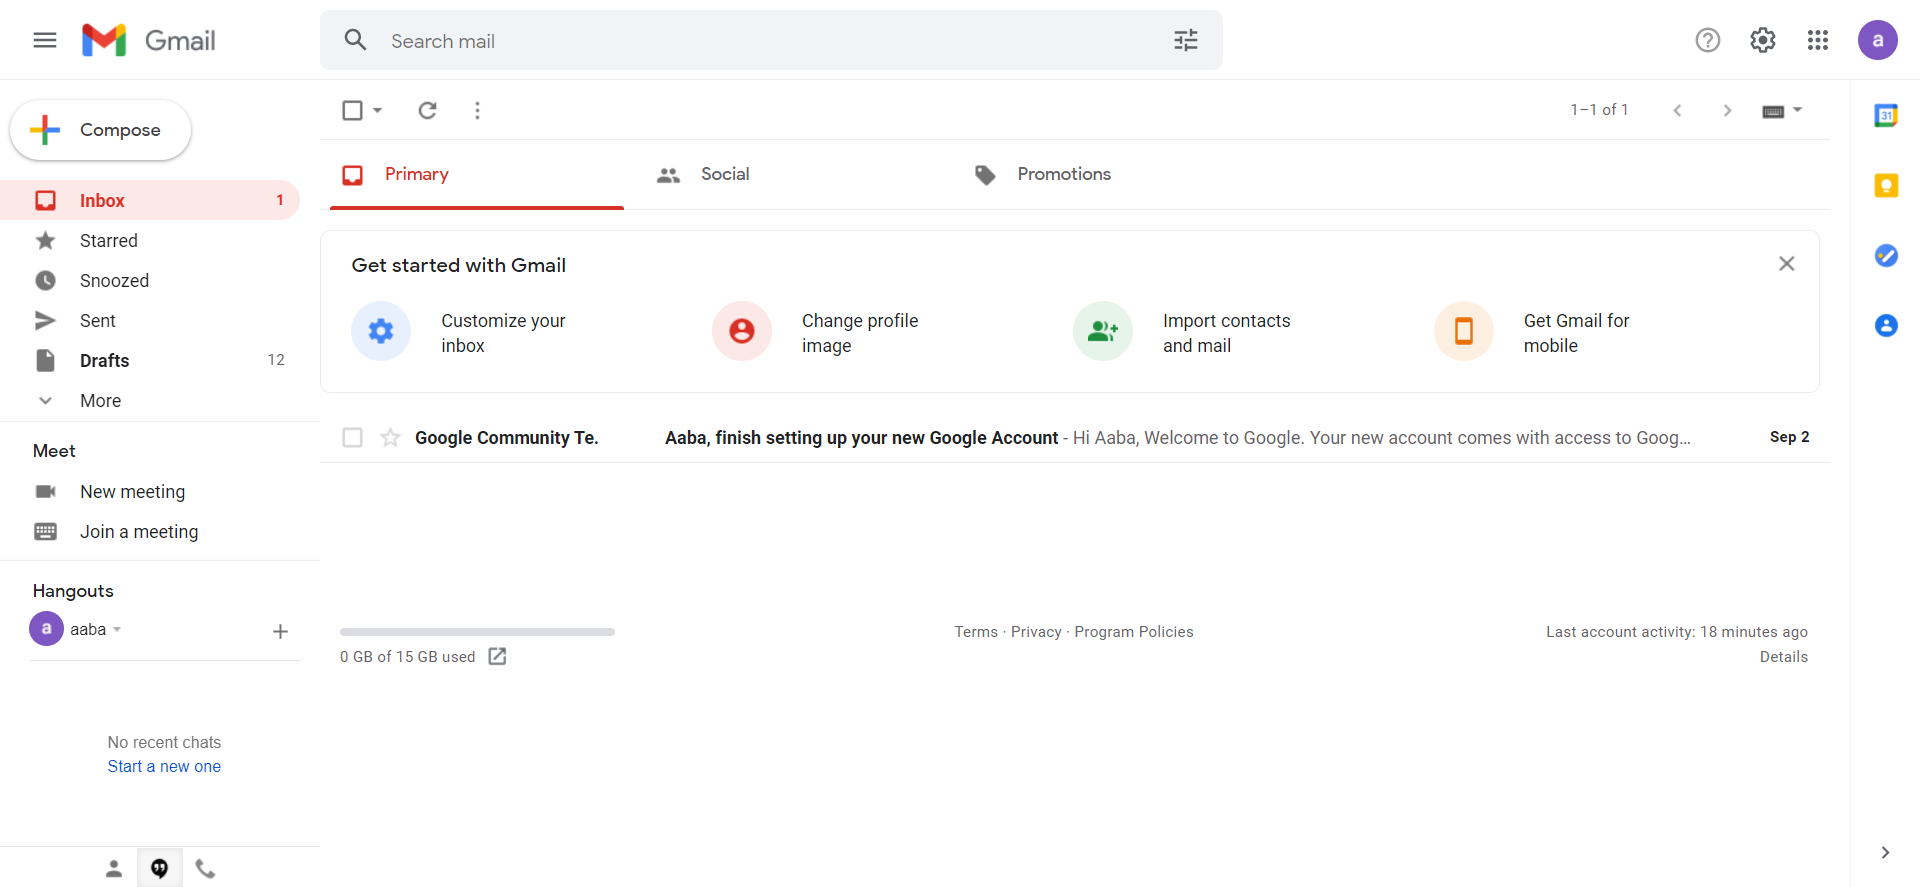 Gmail
Search mail
a
Compose
1–1 of 1
31
Primary
Social
Promotions
Inbox 1
Starred
Snoozed
Sent
Drafts 12
More
Get started with Gmail
Customize your
inbox
Change profile
image
Import contacts
and mail
Get Gmail for
mobile
Google Community Te. Aaba, finish setting up your new Google Account - Hi Aaba, Welcome to Google. Your new account comes with access to Goog... Sep 2
Meet
New meeting
Join a meeting
Hangouts
a aaba
0 GB of 15 GB used
Terms · Privacy · Program Policies
Last account activity: 18 minutes ago
Details
No recent chats
Start a new one